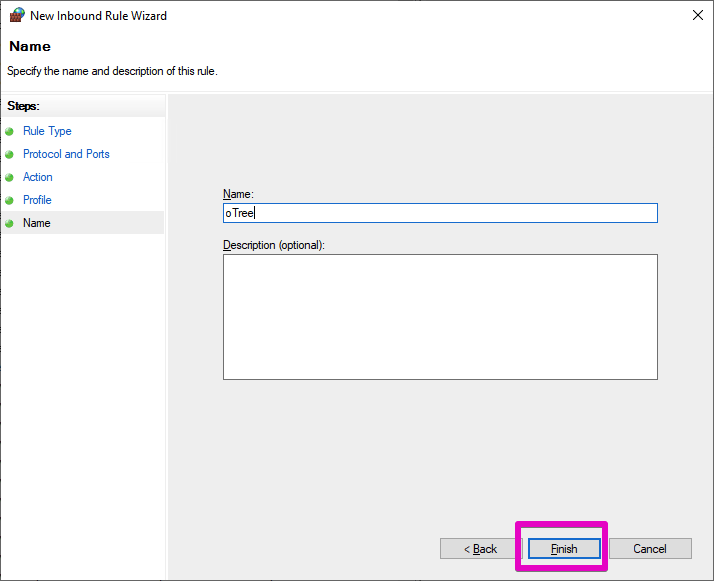 New Inbound Rule Wizard
Name
Specify the name and description of this rule.
Steps:
Rule Type
Protocol and Ports
Action
Profile
Name
Name:
oTree
Description (optional):
< Back
Finish
Cancel